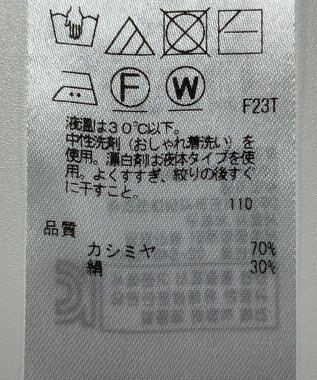 F W
F23T
液温は30℃以下。
中性洗剤（おしゃれ着洗い）を
使用。漂白剤は液体タイプを使
用。よくすすぎ、絞りの後すぐ
に干すこと。
110
品質
カシミヤ 70%
絹 30%